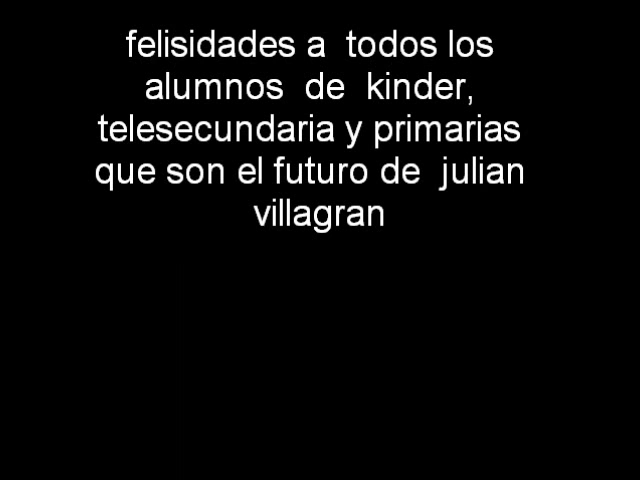 felisidades a  todos los
alumnos  de  kinder,
telesecundaria y primarias
que son el futuro de  julian
villagran